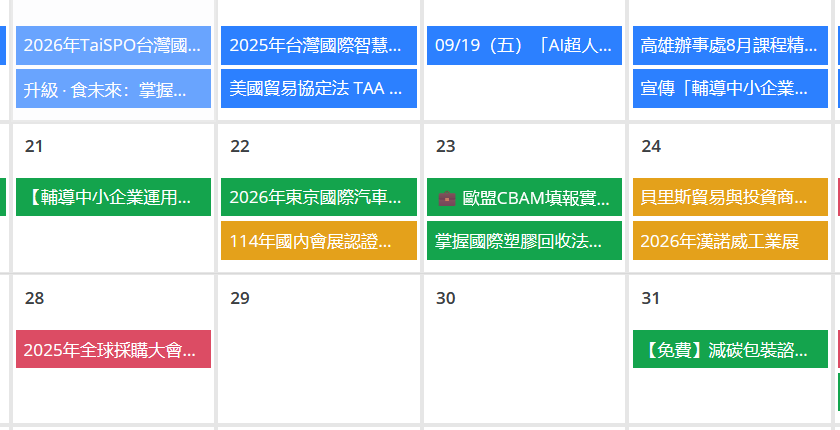 2026年TaiSPO台灣國...
2025年台灣國際智慧...
09/19（五）「AI超人...
高雄辦事處8月課程精...
升級 · 食未來：掌握...
美國貿易協定法 TAA ...
宣傳「輔導中小企業...
21
22
23
24
【輔導中小企業運用...
2026年東京國際汽車...
💼 歐盟CBAM填報實...
貝里斯貿易與投資商...
114年國內會展認證...
掌握國際塑膠回收法...
2026年漢諾威工業展
28
29
30
31
2025年全球採購大會...
【免費】減碳包裝諮...